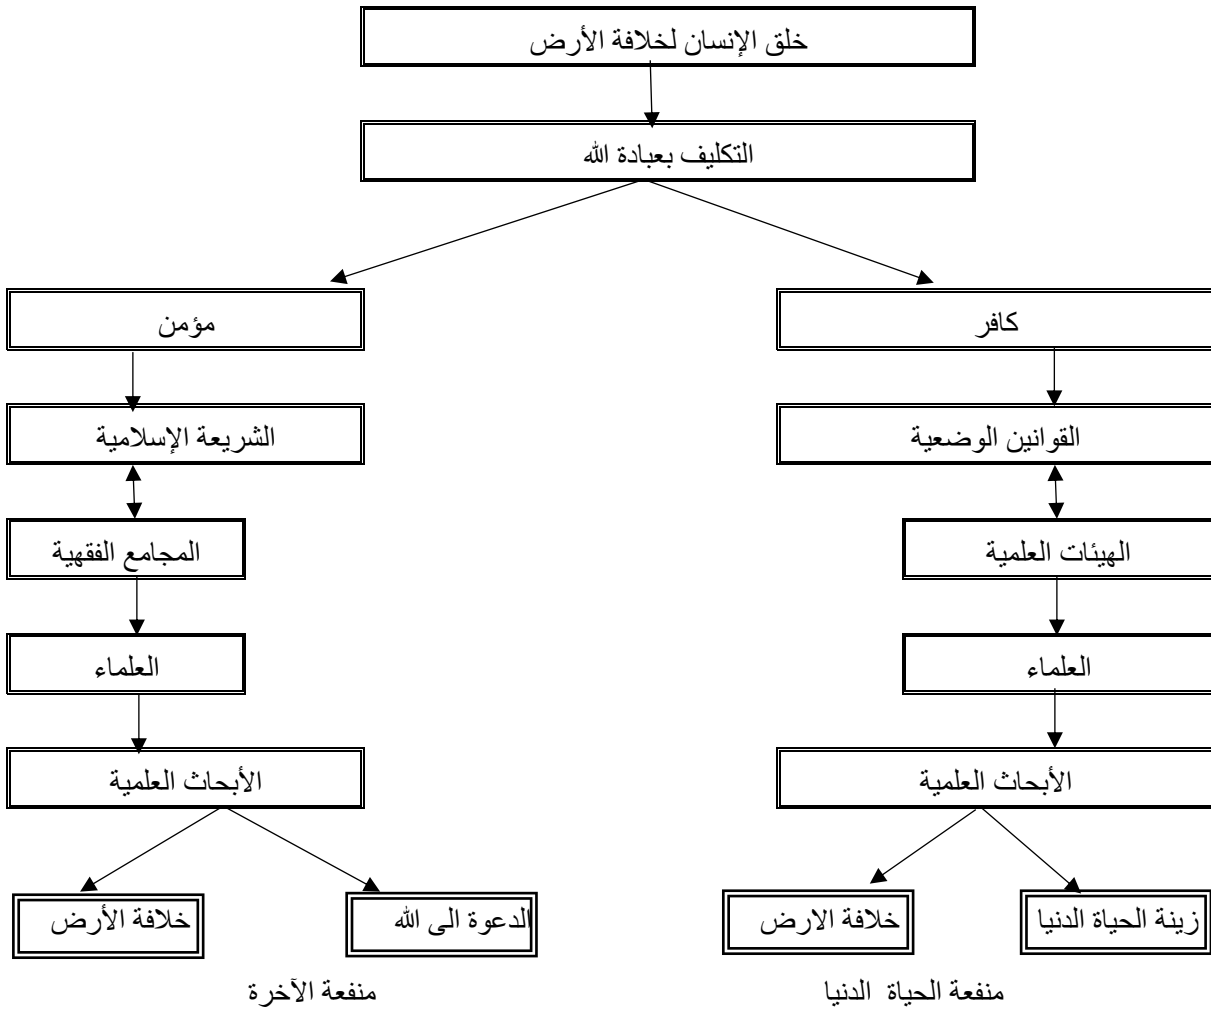 خلق الإنسان لخلافة الأرض
التكليف بعبادة الله
كافر
مؤمن
القوانين الوضعية
الشريعة الإسلامية
الهيئات العلمية
المجامع الفقهية
العلماء
العلماء
الأبحاث العلمية
الأبحاث العلمية
زينة الحياة الدنيا
خلافة الارض
الدعوة الى الله
خلافة الأرض
منفعة الحياة الدنيا
منفعة الآخرة